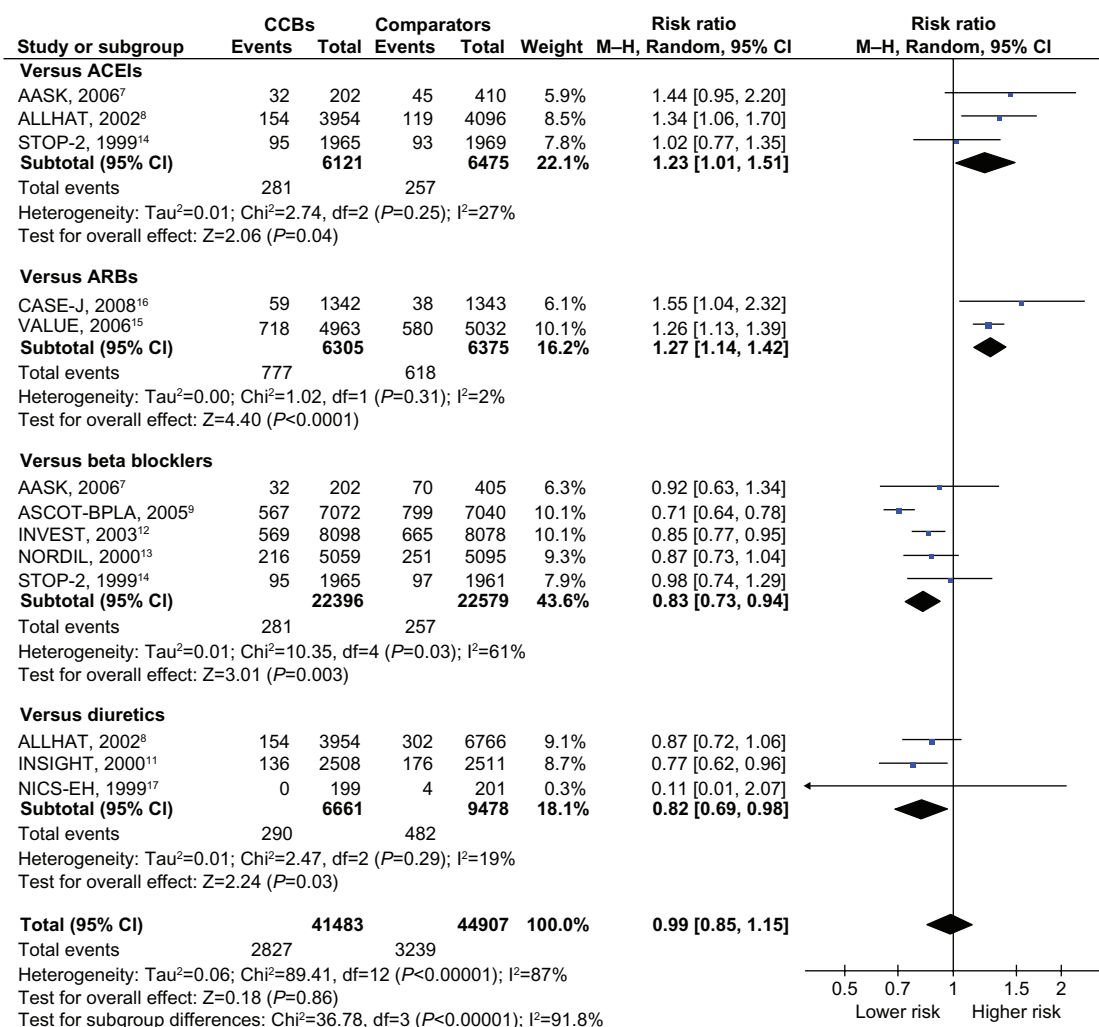 CCBs Comparators Risk ratio Risk ratio
Study or subgroup Events Total Events Total Weight M–H, Random, 95% CI M–H, Random, 95% CI
Versus ACEIs
AASK, 2006⁷ 32 202 45 410 5.9% 1.44 [0.95, 2.20]
ALLHAT, 2002⁸ 154 3954 119 4096 8.5% 1.34 [1.06, 1.70]
STOP-2, 1999¹⁴ 95 1965 93 1969 7.8% 1.02 [0.77, 1.35]
Subtotal (95% CI) 6121 6475 22.1% 1.23 [1.01, 1.51]
Total events 281 257
Heterogeneity: Tau²=0.01; Chi²=2.74, df=2 (P=0.25); I²=27%
Test for overall effect: Z=2.06 (P=0.04)
Versus ARBs
CASE-J, 2008¹⁶ 59 1342 38 1343 6.1% 1.55 [1.04, 2.32]
VALUE, 2006¹⁵ 718 4963 580 5032 10.1% 1.26 [1.13, 1.39]
Subtotal (95% CI) 6305 6375 16.2% 1.27 [1.14, 1.42]
Total events 777 618
Heterogeneity: Tau²=0.00; Chi²=1.02, df=1 (P=0.31); I²=2%
Test for overall effect: Z=4.40 (P<0.0001)
Versus beta blocklers
AASK, 2006⁷ 32 202 70 405 6.3% 0.92 [0.63, 1.34]
ASCOT-BPLA, 2005⁹ 567 7072 799 7040 10.1% 0.71 [0.64, 0.78]
INVEST, 2003¹² 569 8098 665 8078 10.1% 0.85 [0.77, 0.95]
NORDIL, 2000¹³ 216 5059 251 5095 9.3% 0.87 [0.73, 1.04]
STOP-2, 1999¹⁴ 95 1965 97 1961 7.9% 0.98 [0.74, 1.29]
Subtotal (95% CI) 22396 22579 43.6% 0.83 [0.73, 0.94]
Total events 281 257
Heterogeneity: Tau²=0.01; Chi²=10.35, df=4 (P=0.03); I²=61%
Test for overall effect: Z=3.01 (P=0.003)
Versus diuretics
ALLHAT, 2002⁸ 154 3954 302 6766 9.1% 0.87 [0.72, 1.06]
INSIGHT, 2000¹¹ 136 2508 176 2511 8.7% 0.77 [0.62, 0.96]
NICS-EH, 1999¹⁷ 0 199 4 201 0.3% 0.11 [0.01, 2.07]
Subtotal (95% CI) 6661 9478 18.1% 0.82 [0.69, 0.98]
Total events 290 482
Heterogeneity: Tau²=0.01; Chi²=2.47, df=2 (P=0.29); I²=19%
Test for overall effect: Z=2.24 (P=0.03)
Total (95% CI) 41483 44907 100.0% 0.99 [0.85, 1.15]
Total events 2827 3239
Heterogeneity: Tau²=0.06; Chi²=89.41, df=12 (P<0.00001); I²=87%
Test for overall effect: Z=0.18 (P=0.86)
Test for subgroup differences: Chi²=36.78, df=3 (P<0.00001); I²=91.8%
0.5 0.7 1 1.5 2
Lower risk Higher risk